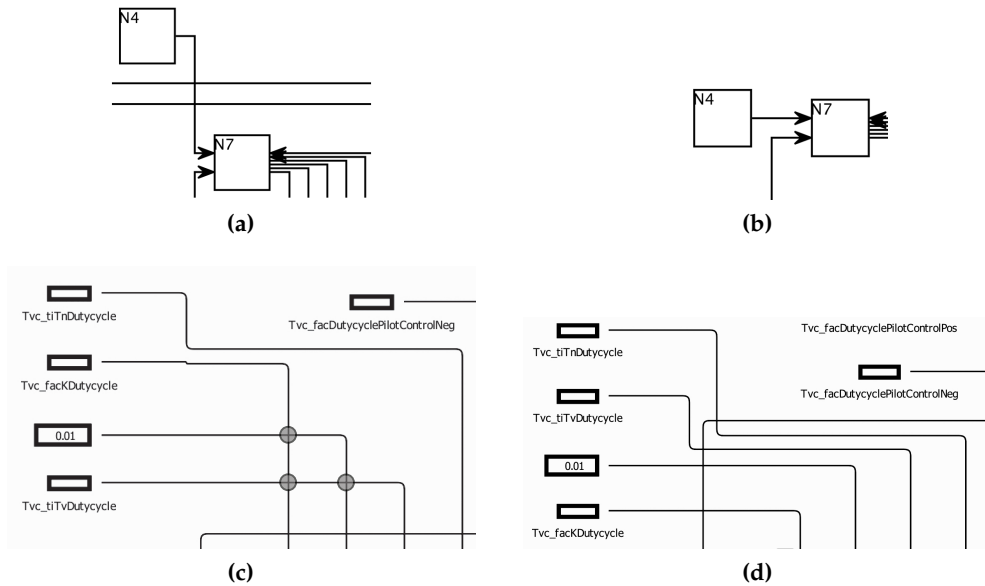 N4
N7
(a)
N4
N7
(b)
Tvc_tiTnDutycycle
Tvc_facDutycyclePilotControlNeg
Tvc_facKDutycycle
0.01
Tvc_tiTvDutycycle
(c)
Tvc_facDutycyclePilotControlPos
Tvc_tiTnDutycycle
Tvc_facDutycyclePilotControlNeg
Tvc_tiTvDutycycle
0.01
Tvc_facKDutycycle
(d)